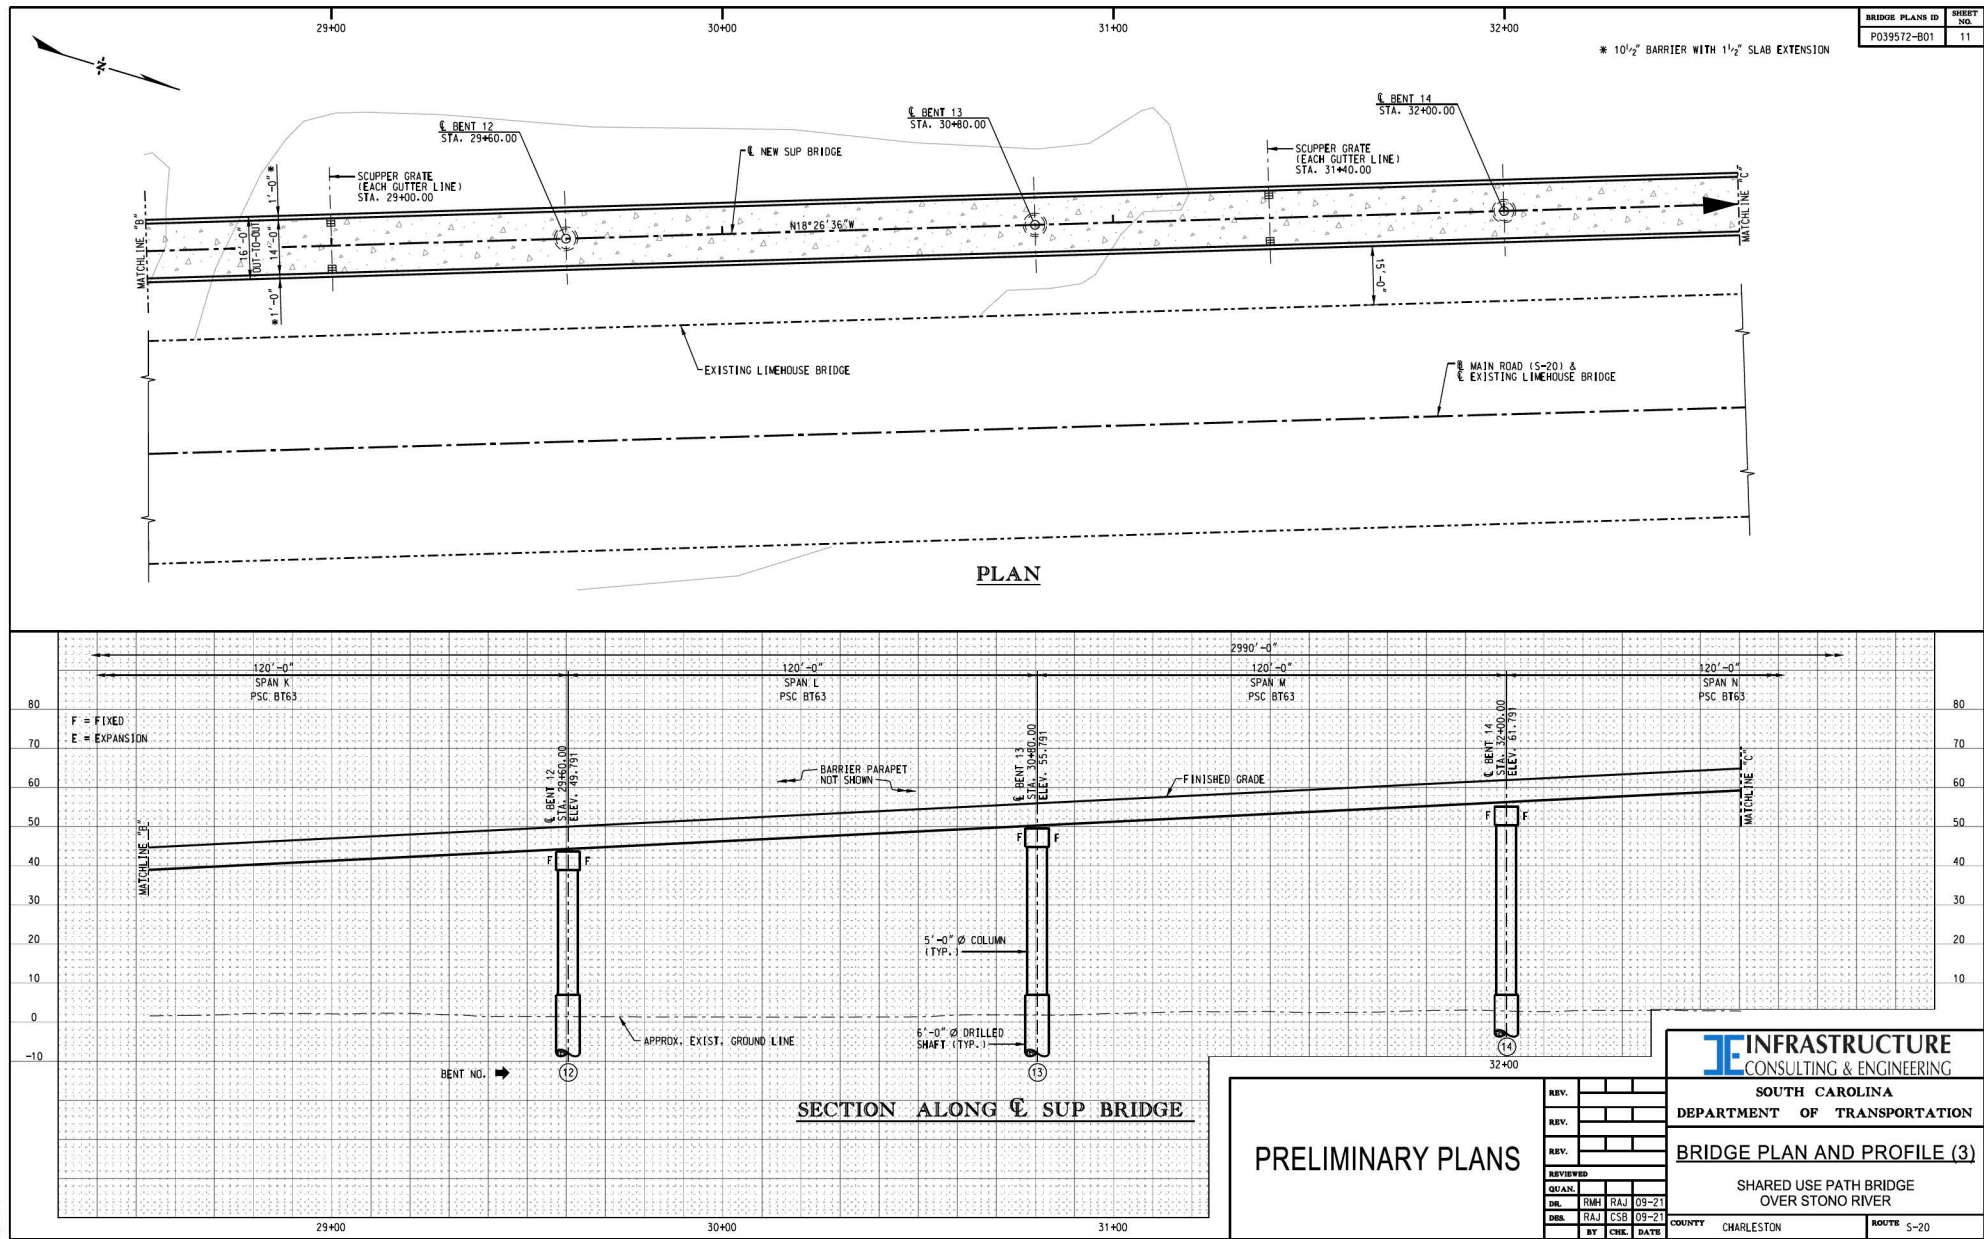 29+00
30+00
31+00
32+00
BRIDGE PLANS ID
SHEET NO.
P039572-B01
11
* 10 1/2" BARRIER WITH 1 1/2" SLAB EXTENSION
-N-
℄ BENT 12
STA. 29+60.00
℄ BENT 13
STA. 30+80.00
℄ BENT 14
STA. 32+00.00
℄ NEW SUP BRIDGE
SCUPPER GRATE
(EACH GUTTER LINE)
STA. 29+00.00
SCUPPER GRATE
(EACH GUTTER LINE)
STA. 31+40.00
MATCHLINE "B"
16'-0"
OUT-TO-OUT
1'-0" *
14'-0"
*1'-0"
N18°26'36"W
MATCHLINE "C"
15'-0"
EXISTING LIMEHOUSE BRIDGE
MAIN ROAD (S-20) &
℄ EXISTING LIMEHOUSE BRIDGE
PLAN
2990'-0"
120'-0"
SPAN K
PSC BT63
120'-0"
SPAN L
PSC BT63
120'-0"
SPAN M
PSC BT63
120'-0"
SPAN N
PSC BT63
80
70
60
50
40
30
20
10
0
-10
F = FIXED
E = EXPANSION
MATCHLINE "B"
℄ BENT 12
STA. 29+60.00
ELEV. 49.791
BARRIER PARAPET
NOT SHOWN
℄ BENT 13
STA. 30+80.00
ELEV. 55.791
FINISHED GRADE
℄ BENT 14
STA. 32+00.00
ELEV. 61.791
MATCHLINE "C"
F F
F F
F F
5'-0" Ø COLUMN
(TYP.)
APPROX. EXIST. GROUND LINE
6'-0" Ø DRILLED
SHAFT (TYP.)
BENT NO.
12
13
14
80
70
60
50
40
30
20
10
32+00
SECTION ALONG ℄ SUP BRIDGE
29+00
30+00
31+00
PRELIMINARY PLANS
REV.
REV.
REV.
REVIEWED
QUAN.
DR. RMH RAJ 09-21
DES. RAJ CSB 09-21
BY CHK. DATE
INFRASTRUCTURE
CONSULTING & ENGINEERING
SOUTH CAROLINA
DEPARTMENT OF TRANSPORTATION
BRIDGE PLAN AND PROFILE (3)
SHARED USE PATH BRIDGE
OVER STONO RIVER
COUNTY CHARLESTON
ROUTE S-20